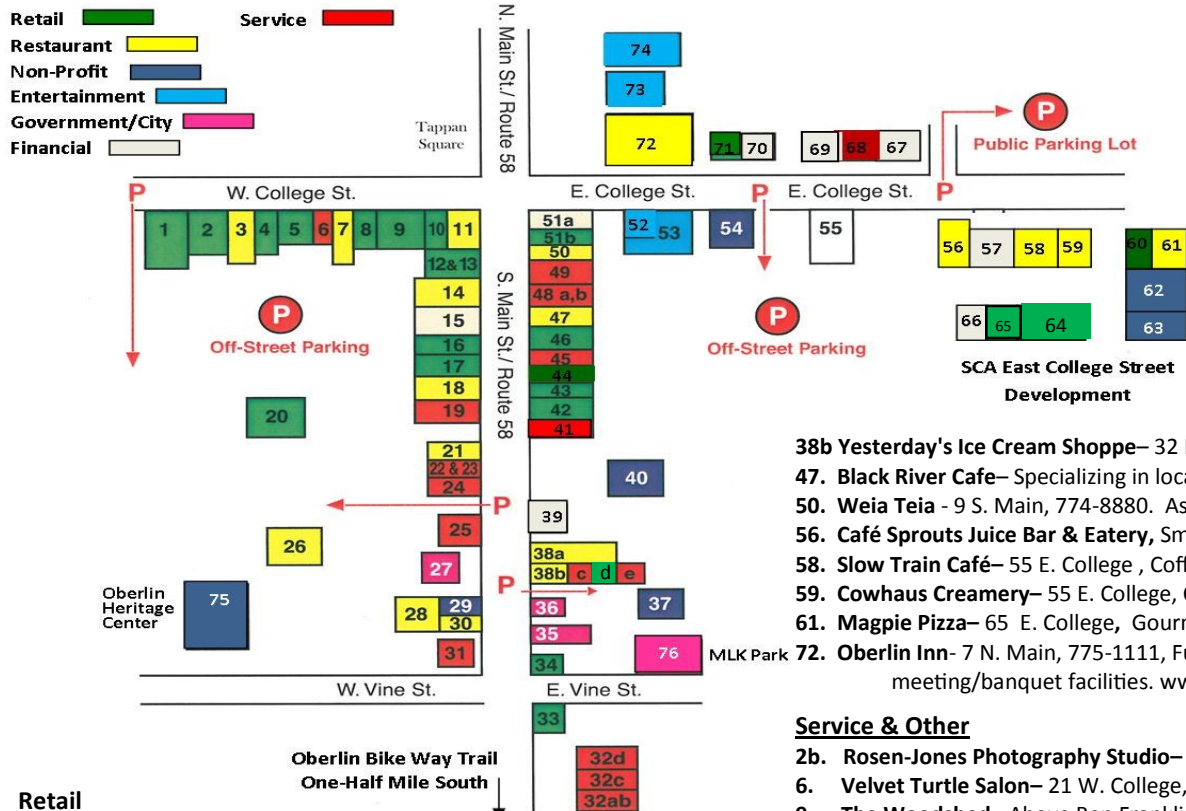 Retail
Service
Restaurant
Non-Profit
Entertainment
Government/City
Financial
Tappan
Square
N. Main St./ Route 58
74
73
72
71
70
69
68
67
P
Public Parking Lot
P
W. College St.
E. College St.
P
E. College St.
P
1
2
3
4
5
6
7
8
9
10
11
12&13
14
15
16
17
18
19
20
P
Off-Street Parking
S. Main St./ Route 58
51a
51b
50
49
48 a,b
47
46
45
44
43
42
41
52
53
54
55
P
Off-Street Parking
56
57
58
59
60
61
62
63
66
65
64
SCA East College Street
Development
21
22 & 23
24
P
25
26
27
40
39
38a
38b
c
d
e
P
Oberlin
Heritage
Center
75
28
29
30
31
36
35
34
37
76
MLK Park
W. Vine St.
E. Vine St.
33
Oberlin Bike Way Trail
One-Half Mile South
32d
32c
32ab
Retail
38b Yesterday's Ice Cream Shoppe– 32
47. Black River Cafe– Specializing in loca
50. Weia Teia - 9 S. Main, 774-8880. As
56. Café Sprouts Juice Bar & Eatery, Sm
58. Slow Train Café– 55 E. College , Coff
59. Cowhaus Creamery– 55 E. College,
61. Magpie Pizza– 65 E. College, Gourn
72. Oberlin Inn- 7 N. Main, 775-1111, Fu
meeting/banquet facilities. wv
Service & Other
2b. Rosen-Jones Photography Studio–
6. Velvet Turtle Salon– 21 W. College,